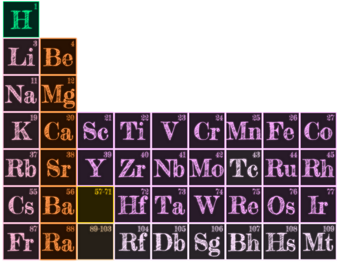 1
H
3 4
Li Be
11 12
Na Mg
19 20 21 22 23 24 25 26 27
K Ca Sc Ti V Cr Mn Fe Co
37 38 39 40 41 42 43 44 45
Rb Sr Y Zr Nb Mo Tc Ru Rh
55 56 57-71 72 73 74 75 76 77
Cs Ba Hf Ta W Re Os Ir
87 88 89-103 104 105 106 107 108 109
Fr Ra Rf Db Sg Bh Hs Mt